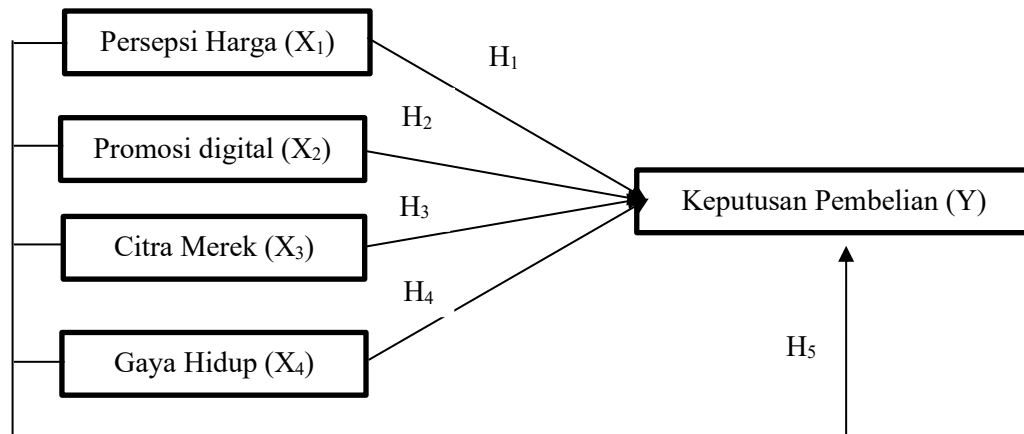 Persepsi Harga (X₁)
H₁
H₂
Promosi digital (X₂)
Keputusan Pembelian (Y)
H₃
Citra Merek (X₃)
H₄
Gaya Hidup (X₄)
H₅